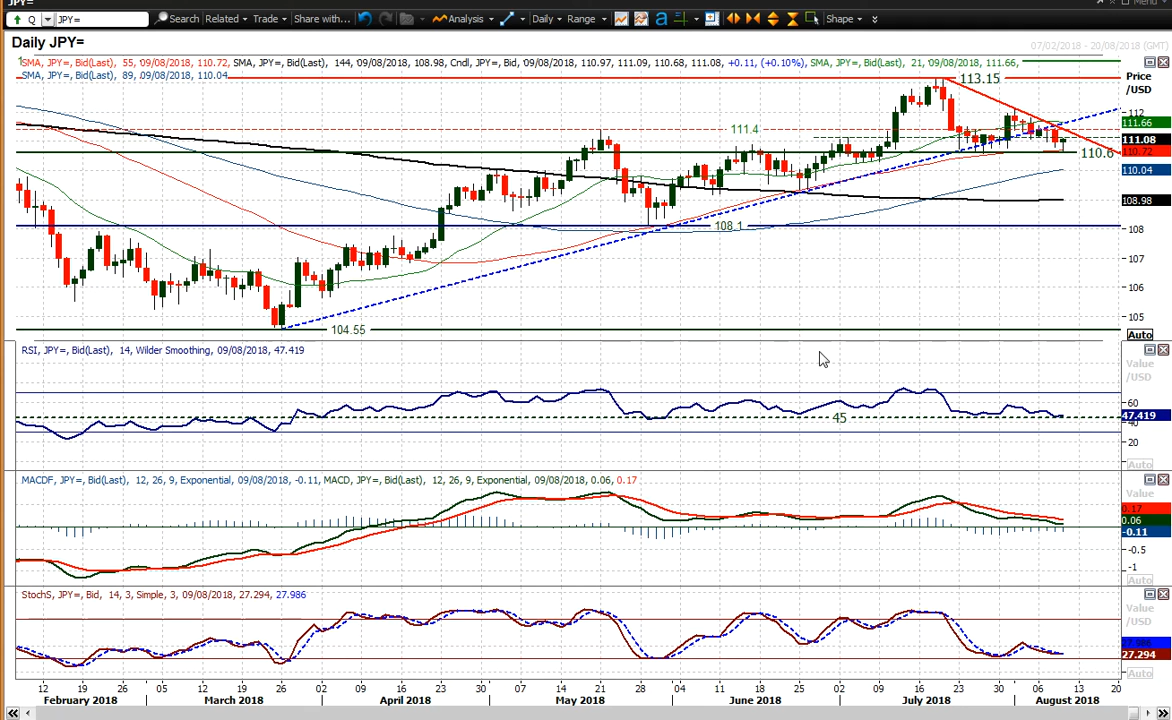 JPY=
Menu
Q JPY= Search Related Trade Share with... Analysis Daily Range a Shape
Daily JPY=
07/02/2018 - 20/08/2018 (GMT)
SMA, JPY=, Bid(Last), 55, 09/08/2018, 110.72, SMA, JPY=, Bid(Last), 144, 09/08/2018, 108.98, Cndl, JPY=, Bid, 09/08/2018, 110.97, 111.09, 110.68, 111.08, +0.11, (+0.10%), SMA, JPY=, Bid(Last), 21, 09/08/2018, 111.66,
SMA, JPY=, Bid(Last), 89, 09/08/2018, 110.04
Price
/USD
113.15
112
111.66
111.4
111.08
110.72
110.6
110.04
108.98
108.1
108
107
106
105
104.55
Auto
RSI, JPY=, Bid(Last), 14, Wilder Smoothing, 09/08/2018, 47.419
Value
/USD
60
47.419
45
40
20
Auto
MACDF, JPY=, Bid(Last), 12, 26, 9, Exponential, 09/08/2018, -0.11, MACD, JPY=, Bid(Last), 12, 26, 9, Exponential, 09/08/2018, 0.06, 0.17
Value
/USD
0.17
0.06
-0.11
-0.5
-1
Auto
StochS, JPY=, Bid, 14, 3, Simple, 3, 09/08/2018, 27.294, 27.986
Value
/USD
27.986
27.294
Auto
12 19 26 05 12 19 26 02 09 16 23 30 07 14 21 28 04 11 18 25 02 09 16 23 30 06 13 20
February 2018 March 2018 April 2018 May 2018 June 2018 July 2018 August 2018